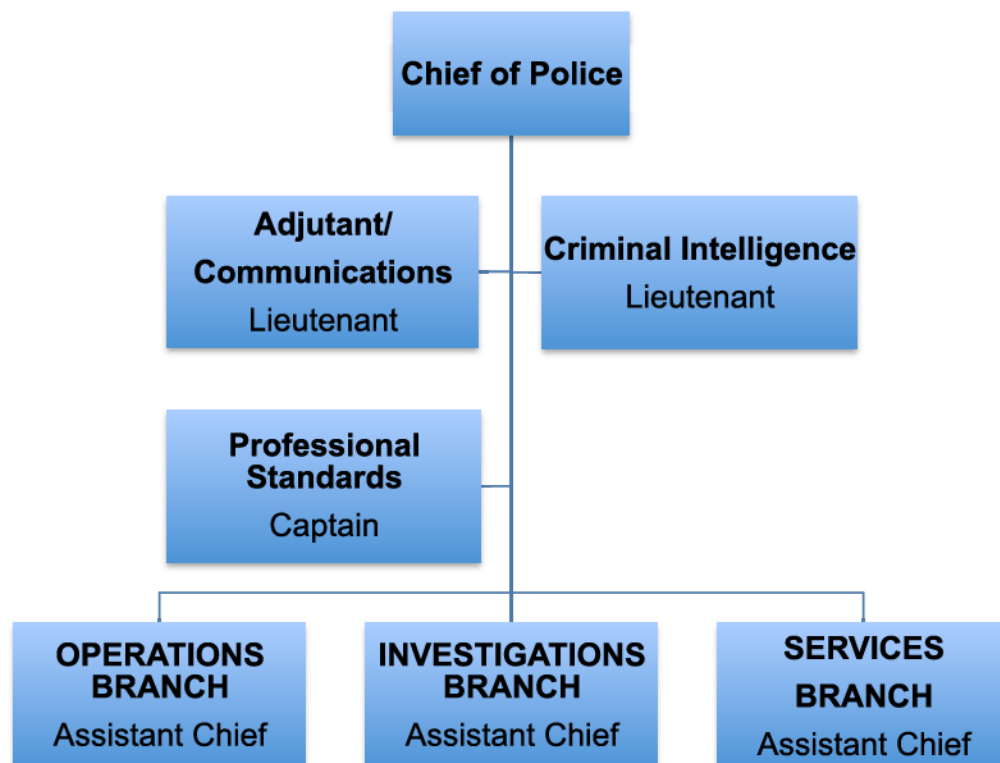 Chief of Police
Adjutant/
Communications
Lieutenant
Criminal Intelligence
Lieutenant
Professional
Standards
Captain
OPERATIONS
BRANCH
Assistant Chief
INVESTIGATIONS
BRANCH
Assistant Chief
SERVICES
BRANCH
Assistant Chief